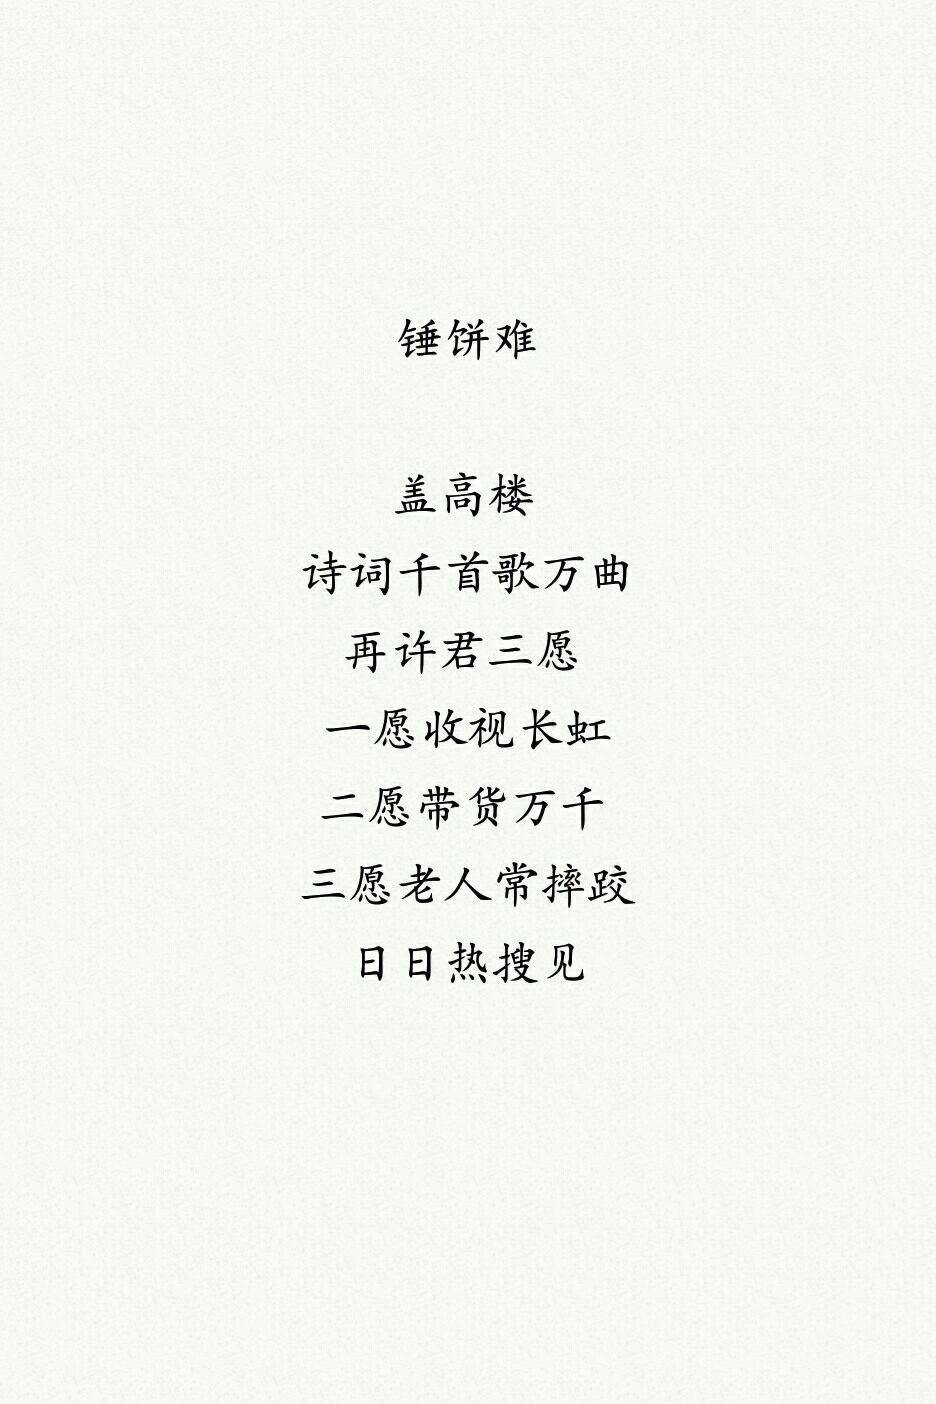 锤饼难
盖高楼
诗词千首歌万曲
再许君三愿
一愿收视长虹
二愿带货万千
三愿老人常摔跤
日日热搜见